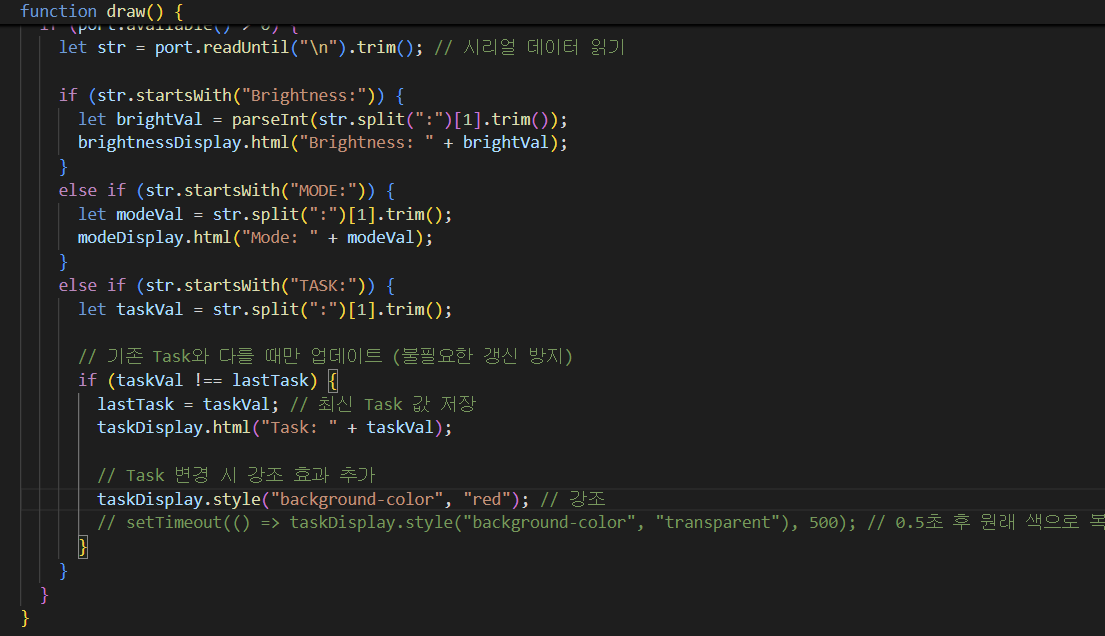 function draw() {
if (port.available() > 0) {
let str = port.readUntil("\n").trim(); // 시리얼 데이터 읽기
if (str.startsWith("Brightness:")) {
let brightVal = parseInt(str.split(":")[1].trim());
brightnessDisplay.html("Brightness: " + brightVal);
}
else if (str.startsWith("MODE:")) {
let modeVal = str.split(":")[1].trim();
modeDisplay.html("Mode: " + modeVal);
}
else if (str.startsWith("TASK:")) {
let taskVal = str.split(":")[1].trim();
// 기존 Task와 다를 때만 업데이트 (불필요한 갱신 방지)
if (taskVal !== lastTask) {
lastTask = taskVal; // 최신 Task 값 저장
taskDisplay.html("Task: " + taskVal);
// Task 변경 시 강조 효과 추가
taskDisplay.style("background-color", "red"); // 강조
// setTimeout(() => taskDisplay.style("background-color", "transparent"), 500); // 0.5초 후 원래 색으로 복
}
}
}
}